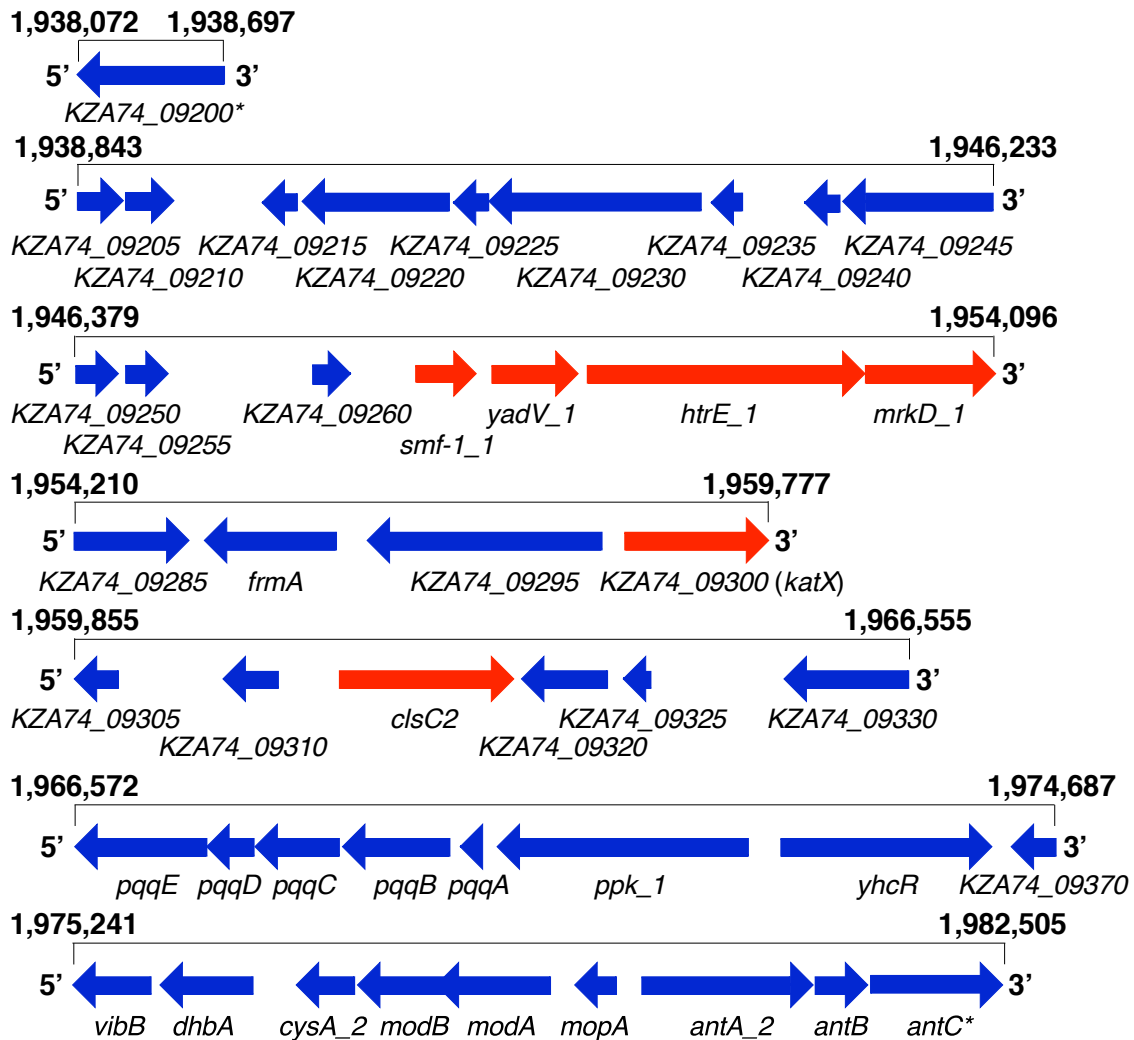 1,938,072 1,938,697
5’ 3’
KZA74_09200*
1,938,843 1,946,233
5’ 3’
KZA74_09205 KZA74_09215 KZA74_09225 KZA74_09235 KZA74_09245
KZA74_09210 KZA74_09220 KZA74_09230 KZA74_09240
1,946,379 1,954,096
5’ 3’
KZA74_09250 KZA74_09260 yadV_1 htrE_1 mrkD_1
KZA74_09255 smf-1_1
1,954,210 1,959,777
5’ 3’
KZA74_09285 frmA KZA74_09295 KZA74_09300 (katX)
1,959,855 1,966,555
5’ 3’
KZA74_09305 clsC2 KZA74_09325 KZA74_09330
KZA74_09310 KZA74_09320
1,966,572 1,974,687
5’ 3’
pqqE pqqD pqqC pqqB pqqA ppk_1 yhcR KZA74_09370
1,975,241 1,982,505
5’ 3’
vibB dhbA cysA_2 modB modA mopA antA_2 antB antC*